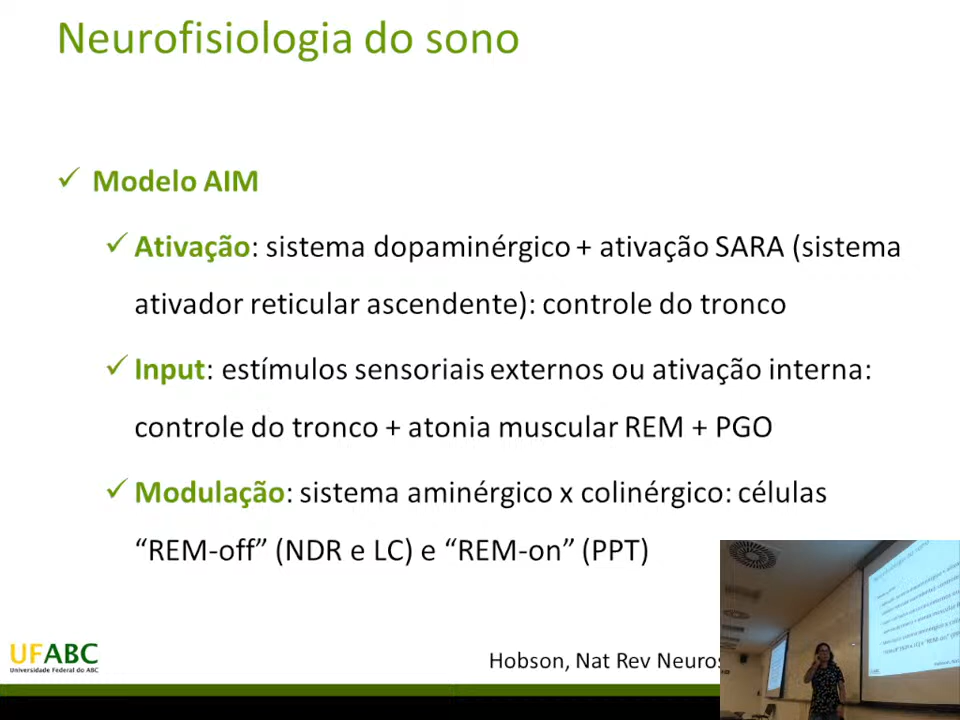 Neurofisiologia do sono
✓ Modelo AIM
✓ Ativação: sistema dopaminérgico + ativação SARA (sistema
ativador reticular ascendente): controle do tronco
✓ Input: estímulos sensoriais externos ou ativação interna:
controle do tronco + atonia muscular REM + PGO
✓ Modulação: sistema aminérgico x colinérgico: células
“REM-off” (NDR e LC) e “REM-on” (PPT)
UFABC
Universidade Federal do ABC
Hobson, Nat Rev Neuros